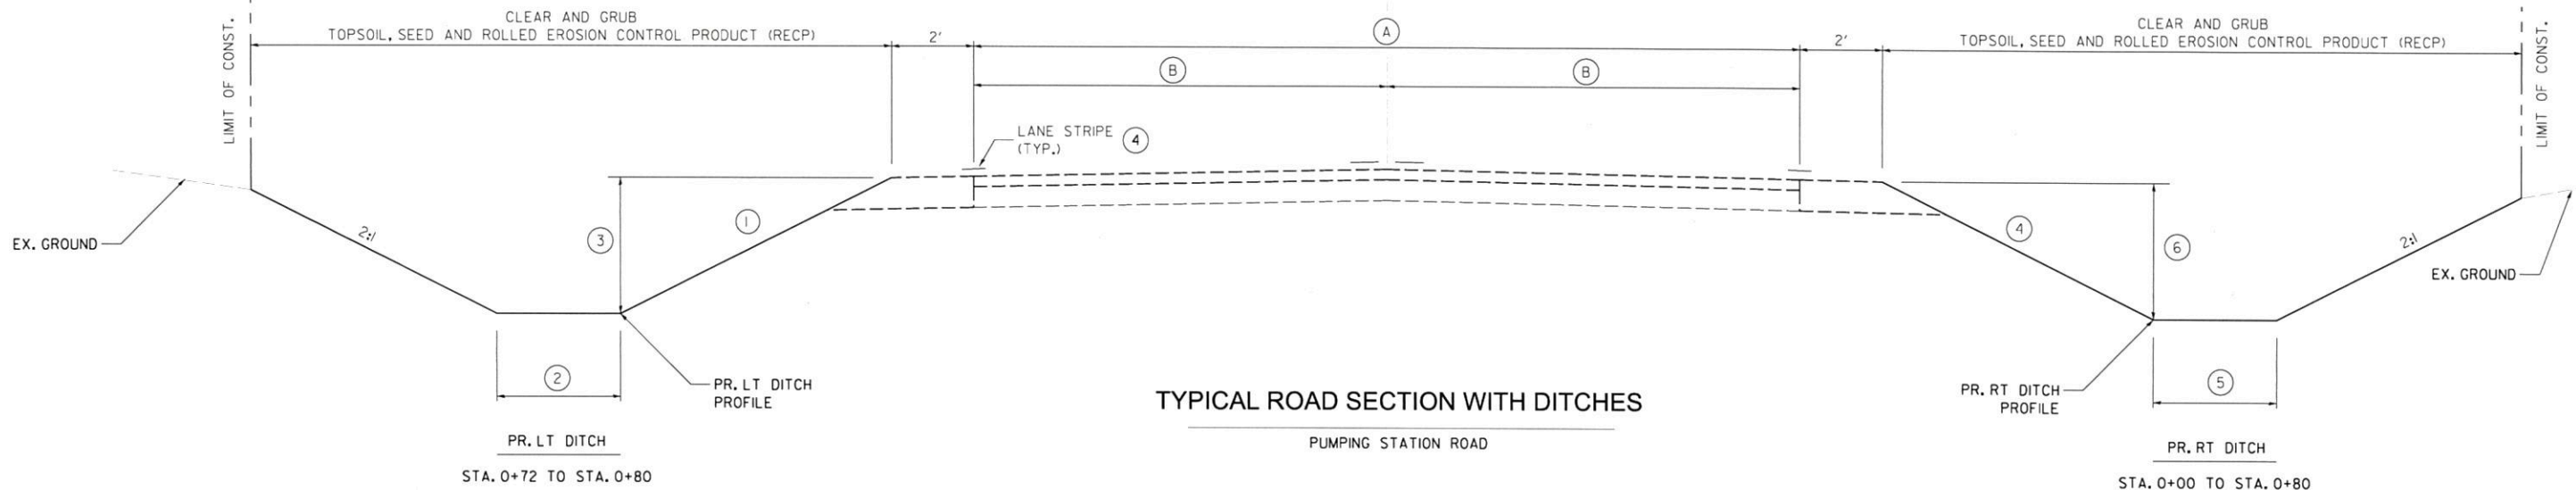 LIMIT OF CONST.
CLEAR AND GRUB
TOPSOIL, SEED AND ROLLED EROSION CONTROL PRODUCT (RECP)
2'
A
2'
CLEAR AND GRUB
TOPSOIL, SEED AND ROLLED EROSION CONTROL PRODUCT (RECP)
LIMIT OF CONST.
B
B
LANE STRIPE 4
(TYP.)
EX. GROUND
2:1
3
1
4
6
2:1
EX. GROUND
2
PR. LT DITCH
PROFILE
TYPICAL ROAD SECTION WITH DITCHES
PUMPING STATION ROAD
PR. RT DITCH
PROFILE
5
PR. LT DITCH
STA. 0+72 TO STA. 0+80
PR. RT DITCH
STA. 0+00 TO STA. 0+80